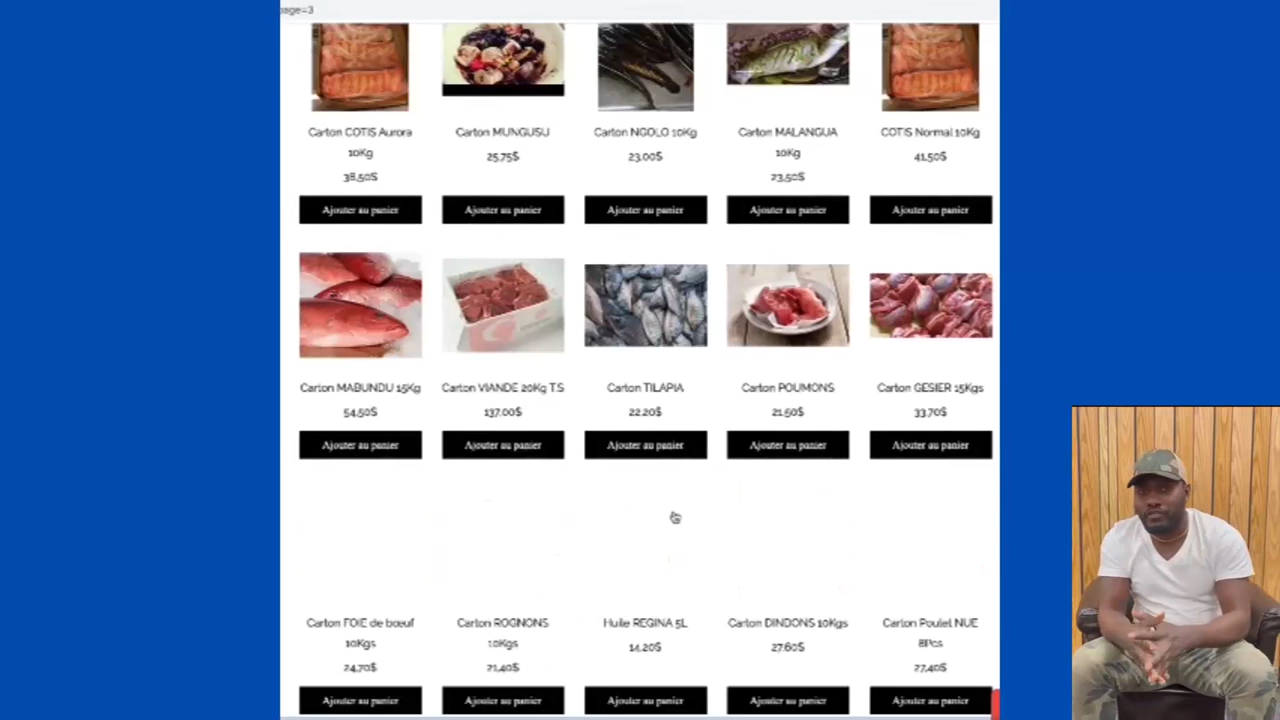 page=3
Carton COTIS Aurora
10Kg
38,50$
Carton MUNGUSU
25,75$
Carton NGOLO 10Kg
23,00$
Carton MALANGUA
10Kg
23,50$
COTIS Normal 10Kg
41,50$
Ajouter au panier
Ajouter au panier
Ajouter au panier
Ajouter au panier
Ajouter au panier
Carton MABUNDU 15Kg
54,50$
Carton VIANDE 20Kg T.S
137,00$
Carton TILAPIA
22,20$
Carton POUMONS
21,50$
Carton GESIER 15Kgs
33,70$
Ajouter au panier
Ajouter au panier
Ajouter au panier
Ajouter au panier
Ajouter au panier
Carton FOIE de bœuf
10Kgs
24,70$
Carton ROGNONS
10Kgs
21,40$
Huile REGINA 5L
14,20$
Carton DINDONS 10Kgs
27,60$
Carton Poulet NUE
8Pcs
27,40$
Ajouter au panier
Ajouter au panier
Ajouter au panier
Ajouter au panier
Ajouter au panier